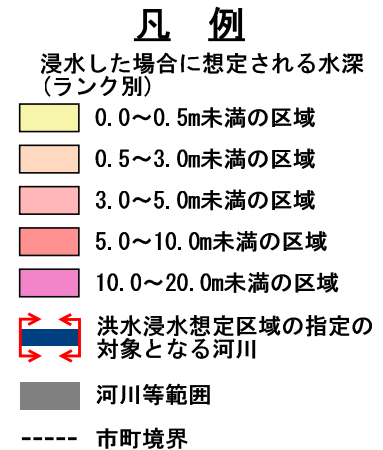 凡 例
浸水した場合に想定される水深
(ランク別)
0.0～0.5m未満の区域
0.5～3.0m未満の区域
3.0～5.0m未満の区域
5.0～10.0m未満の区域
10.0～20.0m未満の区域
洪水浸水想定区域の指定の
対象となる河川
河川等範囲
市町境界